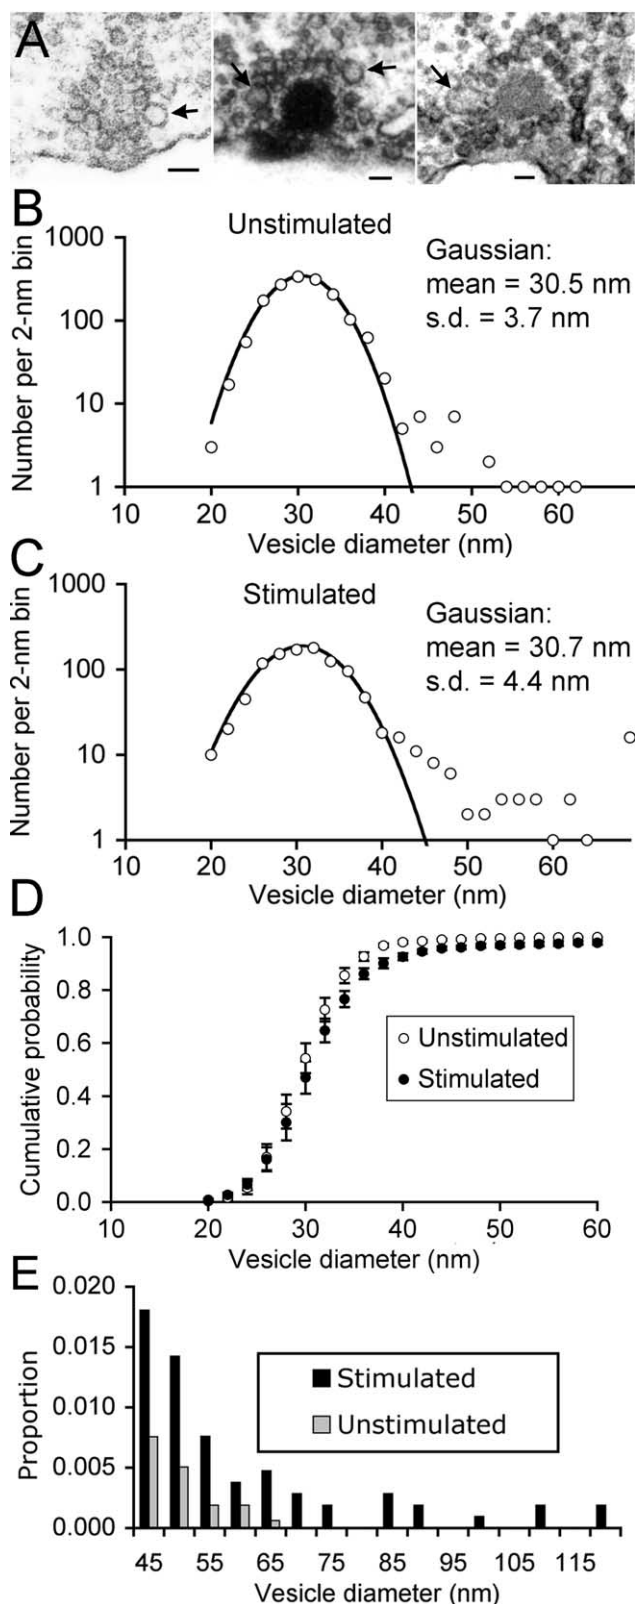 A
B
Unstimulated
Gaussian:
mean = 30.5 nm
s.d. = 3.7 nm
Number per 2-nm bin
1000
100
10
1
10 20 30 40 50 60
Vesicle diameter (nm)
C
Stimulated
Gaussian:
mean = 30.7 nm
s.d. = 4.4 nm
Number per 2-nm bin
1000
100
10
1
10 20 30 40 50 60
Vesicle diameter (nm)
D
Cumulative probability
1.0
0.8
0.6
0.4
0.2
0.0
Unstimulated
Stimulated
10 20 30 40 50 60
Vesicle diameter (nm)
E
Proportion
0.020
0.015
0.010
0.005
0.000
Stimulated
Unstimulated
45 55 65 75 85 95 105 115
Vesicle diameter (nm)